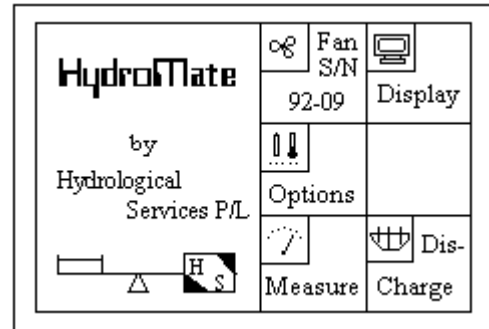 HydroMate
by
Hydrological
Services P/L
H
S
Fan
S/N
92-09
Display
Options
Measure
Dis-
Charge